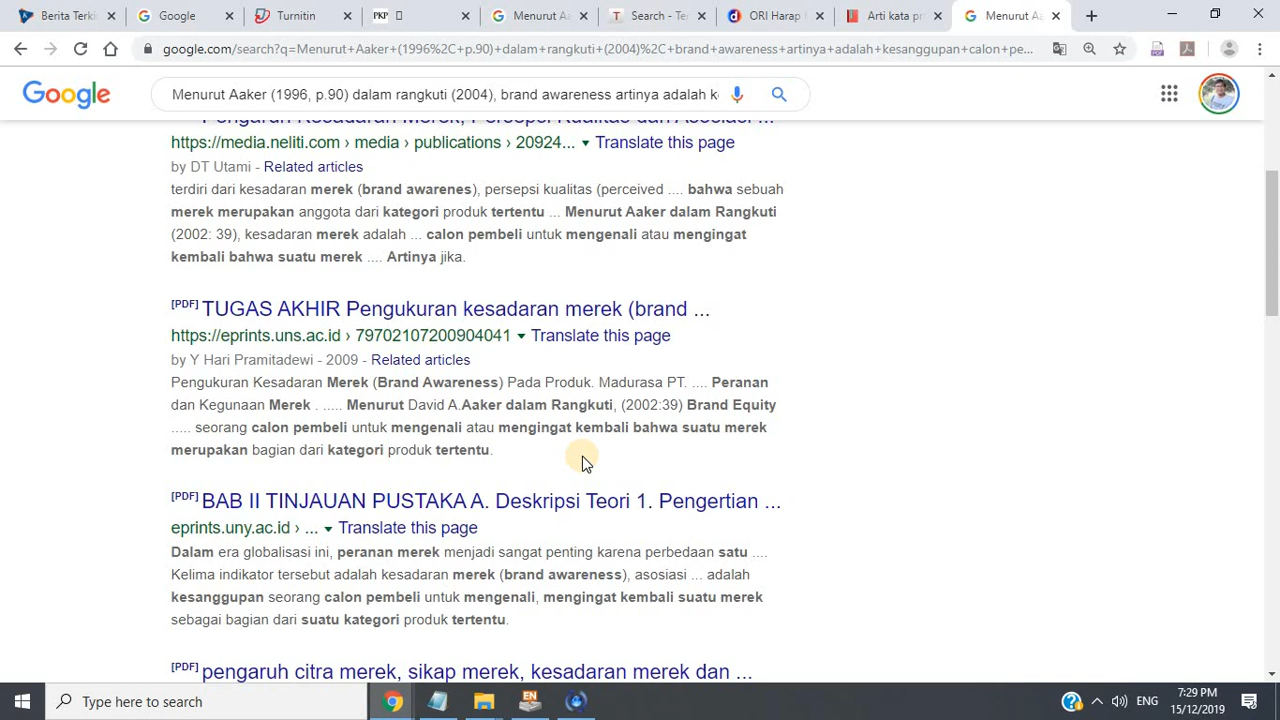 Berita Terki
Google
Turnitin
PKP
Menurut Aa
Search - Ter
ORI Harap
Arti kata pr
Menurut Aa
google.com/search?q=Menurut+Aaker+(1996%2C+p.90)+dalam+rangkuti+(2004)%2C+brand+awareness+artinya+adalah+kesanggupan+calon+pe...
Google
Menurut Aaker (1996, p.90) dalam rangkuti (2004), brand awareness artinya adalah ke
Pengaruh Kesadaran Merek, Persepsi Kualitas dan Asosiasi ...
https://media.neliti.com › media › publications › 20924... Translate this page
by DT Utami - Related articles
terdiri dari kesadaran merek (brand awarenes), persepsi kualitas (perceived .... bahwa sebuah
merek merupakan anggota dari kategori produk tertentu ... Menurut Aaker dalam Rangkuti
(2002: 39), kesadaran merek adalah ... calon pembeli untuk mengenali atau mengingat
kembali bahwa suatu merek .... Artinya jika.
[PDF] TUGAS AKHIR Pengukuran kesadaran merek (brand ...
https://eprints.uns.ac.id › 79702107200904041 Translate this page
by Y Hari Pramitadewi - 2009 - Related articles
Pengukuran Kesadaran Merek (Brand Awareness) Pada Produk. Madurasa PT. .... Peranan
dan Kegunaan Merek . ..... Menurut David A.Aaker dalam Rangkuti, (2002:39) Brand Equity
..... seorang calon pembeli untuk mengenali atau mengingat kembali bahwa suatu merek
merupakan bagian dari kategori produk tertentu.
[PDF] BAB II TINJAUAN PUSTAKA A. Deskripsi Teori 1. Pengertian ...
eprints.uny.ac.id › ... Translate this page
Dalam era globalisasi ini, peranan merek menjadi sangat penting karena perbedaan satu ....
Kelima indikator tersebut adalah kesadaran merek (brand awareness), asosiasi ... adalah
kesanggupan seorang calon pembeli untuk mengenali, mengingat kembali suatu merek
sebagai bagian dari suatu kategori produk tertentu.
[PDF] pengaruh citra merek, sikap merek, kesadaran merek dan ...
Type here to search
EN
ENG
7:29 PM
15/12/2019